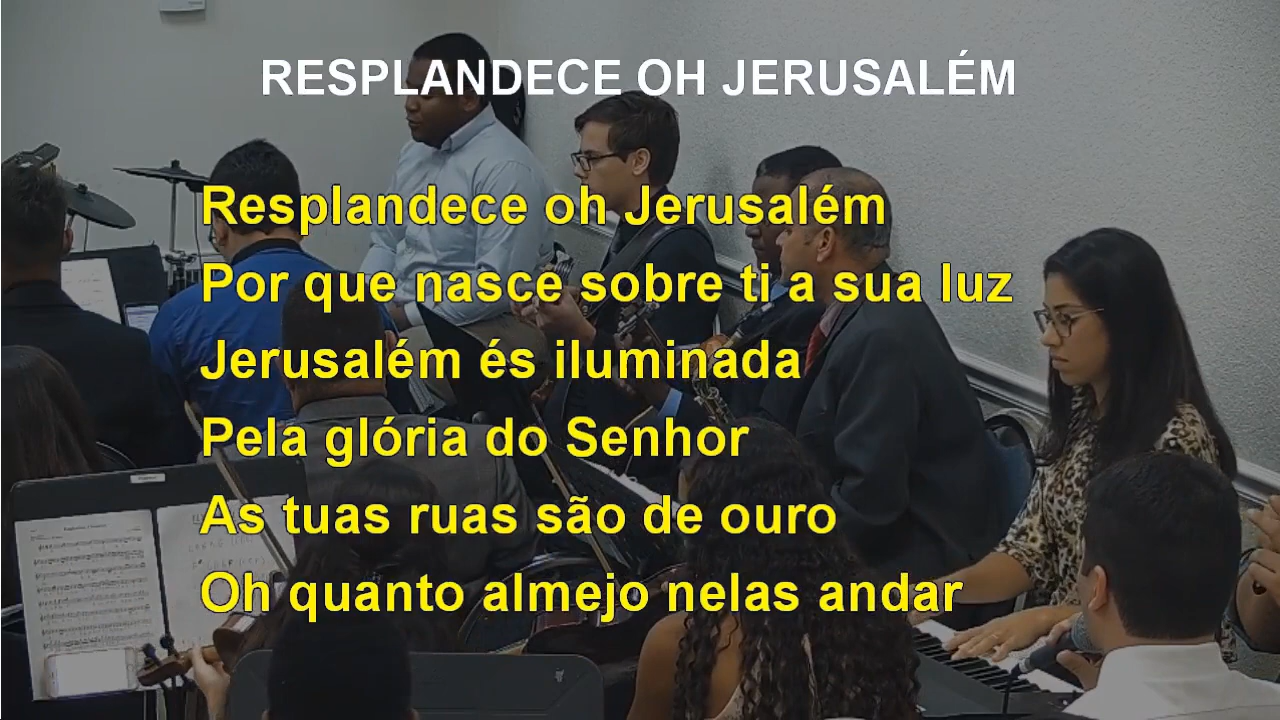 RESPLANDECE OH JERUSALÉM
Resplandece oh Jerusalém
Por que nasce sobre ti a sua luz
Jerusalém és iluminada
Pela glória do Senhor
As tuas ruas são de ouro
Oh quanto almejo nelas andar